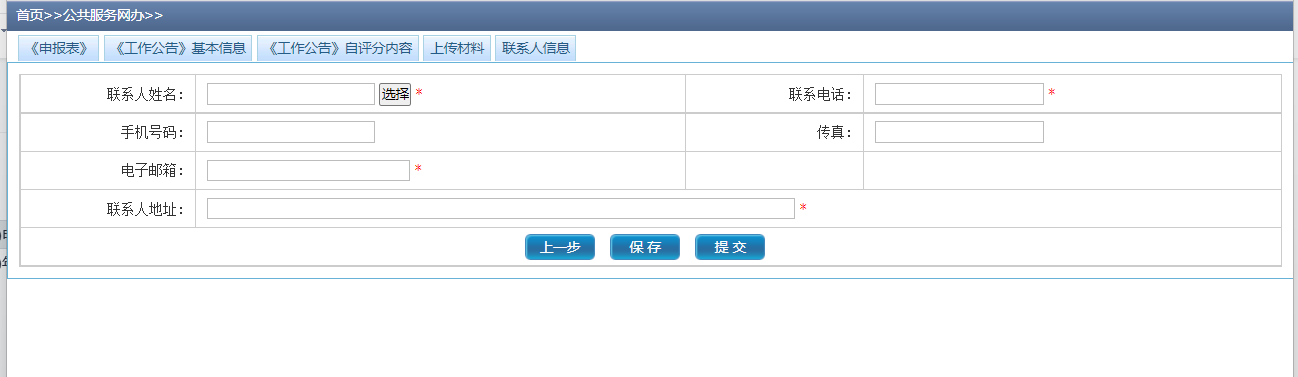 首页>>公共服务网办>>
《申报表》 《工作公告》基本信息 《工作公告》自评分内容 上传材料 联系人信息
联系人姓名: 选择 * 联系电话: *
手机号码: 传真:
电子邮箱: *
联系人地址: *
上一步 保 存 提 交